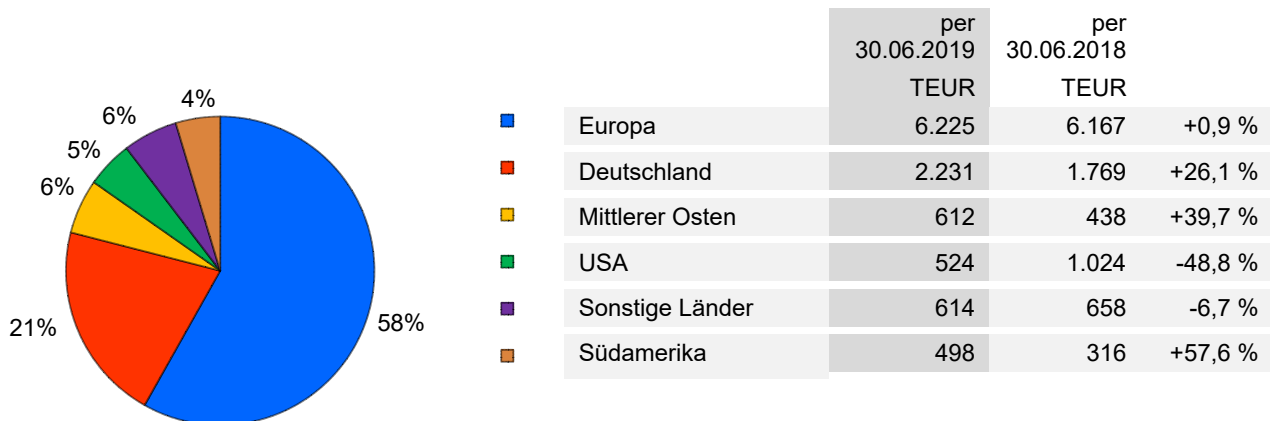 4%
6%
5%
6%
21%
58%
per
30.06.2019
per
30.06.2018
TEUR TEUR
Europa 6.225 6.167 +0,9 %
Deutschland 2.231 1.769 +26,1 %
Mittlerer Osten 612 438 +39,7 %
USA 524 1.024 -48,8 %
Sonstige Länder 614 658 -6,7 %
Südamerika 498 316 +57,6 %